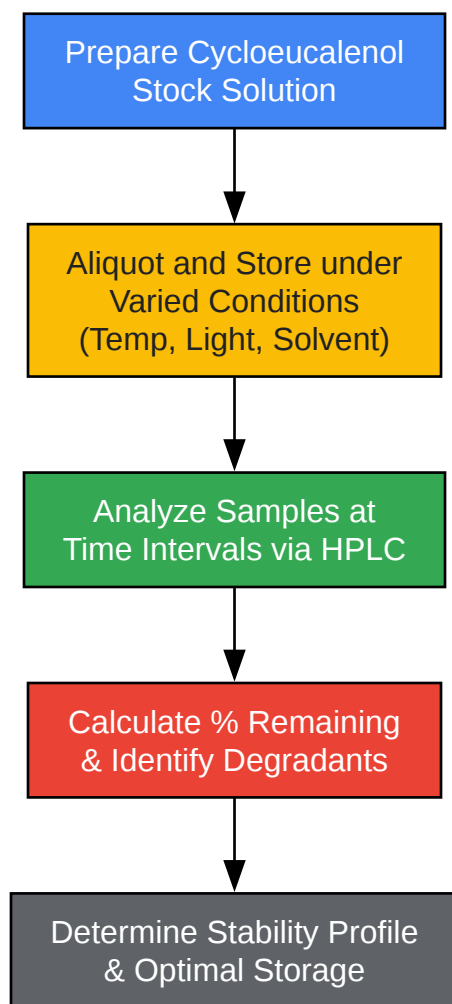 Prepare Cycloeucalenol
Stock Solution
Aliquot and Store under
Varied Conditions
(Temp, Light, Solvent)
Analyze Samples at
Time Intervals via HPLC
Calculate % Remaining
& Identify Degradants
Determine Stability Profile
& Optimal Storage